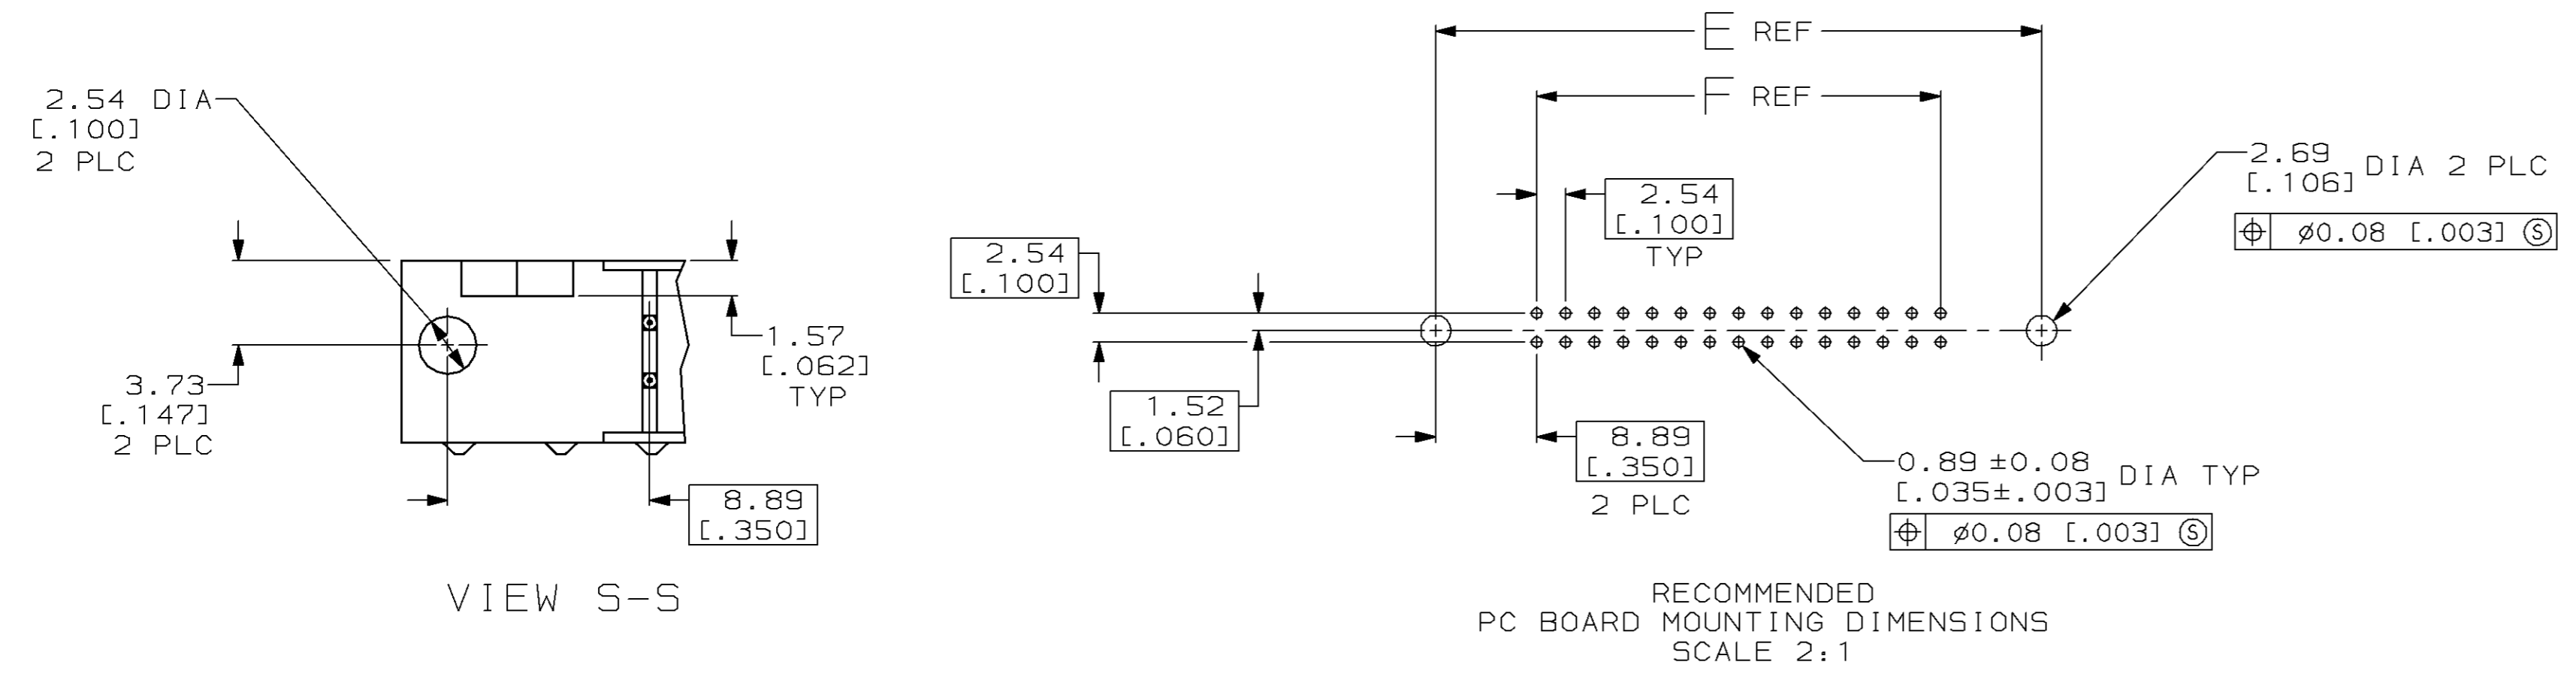 2.54 DIA
[.100]
2 PLC
3.73
[.147]
2 PLC
1.57
[.062]
TYP
8.89
[.350]
VIEW S-S
E REF
F REF
2.54
[.100]
TYP
2.54
[.100]
1.52
[.060]
8.89
[.350]
2 PLC
2.69
[.106] DIA 2 PLC
⌖ ⌀0.08 [.003] Ⓢ
0.89 ±0.08
[.035±.003] DIA TYP
⌖ ⌀0.08 [.003] Ⓢ
RECOMMENDED
PC BOARD MOUNTING DIMENSIONS
SCALE 2:1